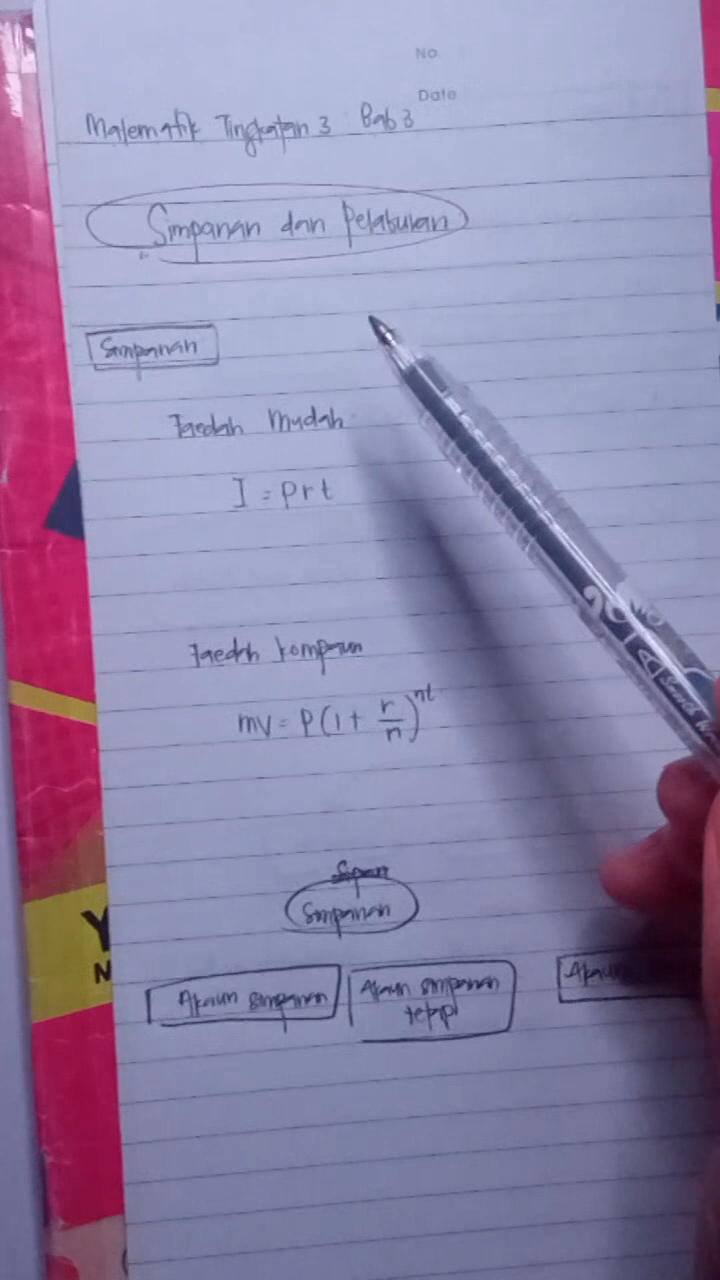 No.
Date
Matematik Tingkatan 3 Bab 3
Simpanan dan Pelaburan
Simpanan
Faedah Mudah
I = Prt
Faedah kompaun
mv = P(1 + r/n)^nt
Simpanan
Akaun simpanan
Akaun simpanan
tetap
Akaun
Y
N